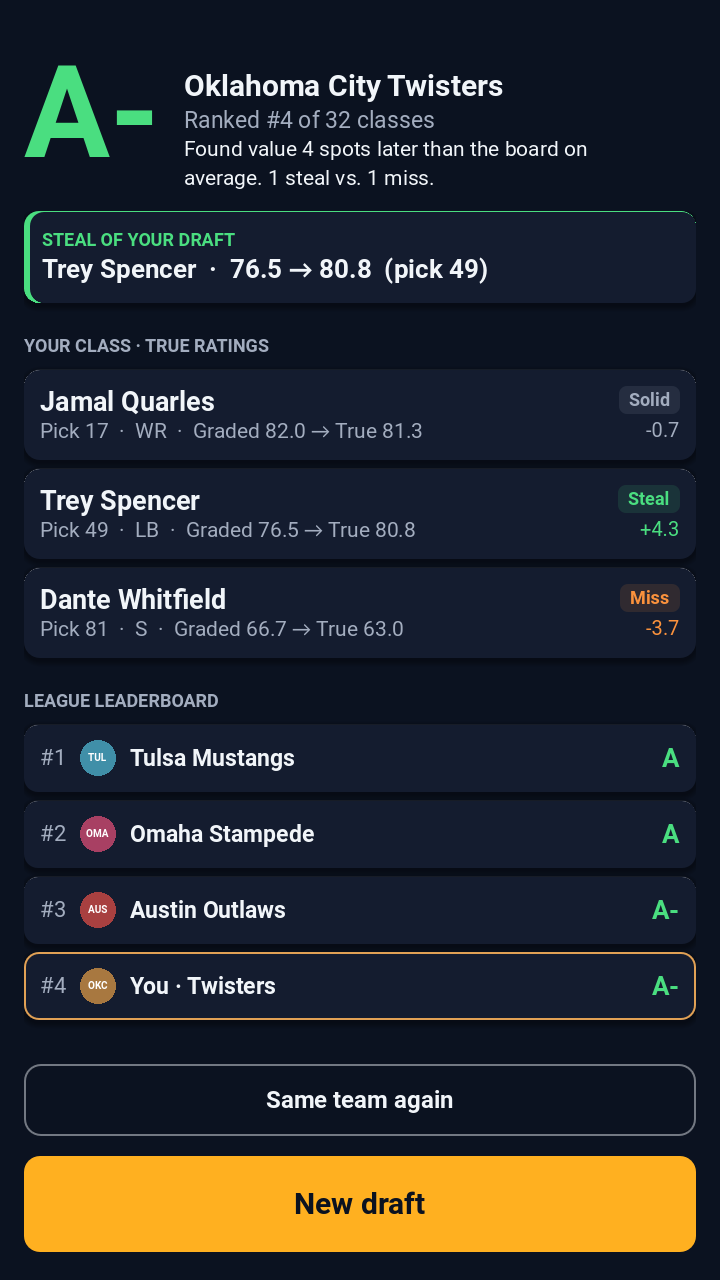 A-
Oklahoma City Twisters
Ranked #4 of 32 classes
Found value 4 spots later than the board on
average. 1 steal vs. 1 miss.
STEAL OF YOUR DRAFT
Trey Spencer · 76.5 → 80.8 (pick 49)
YOUR CLASS · TRUE RATINGS
Jamal Quarles
Solid
Pick 17 · WR · Graded 82.0 → True 81.3
-0.7
Trey Spencer
Steal
Pick 49 · LB · Graded 76.5 → True 80.8
+4.3
Dante Whitfield
Miss
Pick 81 · S · Graded 66.7 → True 63.0
-3.7
LEAGUE LEADERBOARD
#1 TUL Tulsa Mustangs A
#2 OMA Omaha Stampede A
#3 AUS Austin Outlaws A-
#4 OKC You · Twisters A-
Same team again
New draft